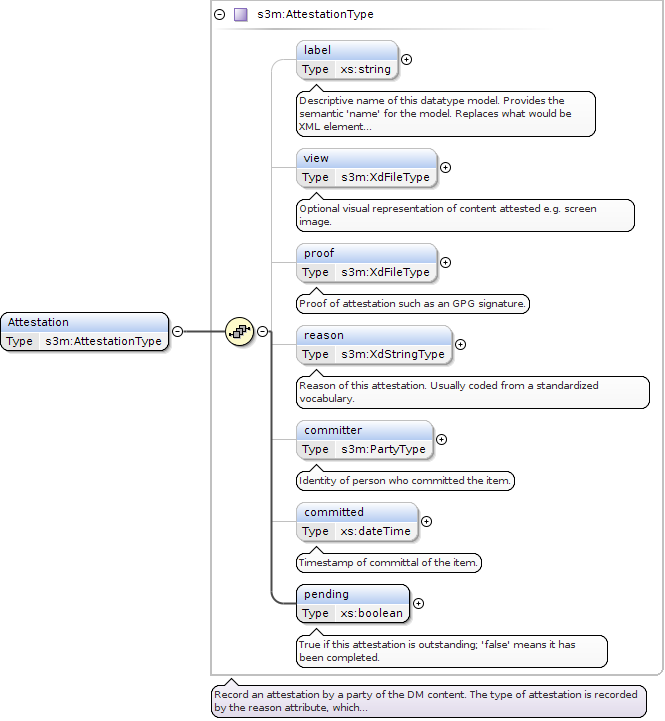 s3m:AttestationType
label
Type xs:string
Descriptive name of this datatype model. Provides the
semantic 'name' for the model. Replaces what would be
XML element...
view
Type s3m:XdFileType
Optional visual representation of content attested e.g. screen
image.
proof
Type s3m:XdFileType
Proof of attestation such as an GPG signature.
Attestation
Type s3m:AttestationType
reason
Type s3m:XdStringType
Reason of this attestation. Usually coded from a standardized
vocabulary.
committer
Type s3m:PartyType
Identity of person who committed the item.
committed
Type xs:dateTime
Timestamp of committal of the item.
pending
Type xs:boolean
True if this attestation is outstanding; 'false' means it has
been completed.
Record an attestation by a party of the DM content. The type of attestation is recorded
by the reason attribute, which...